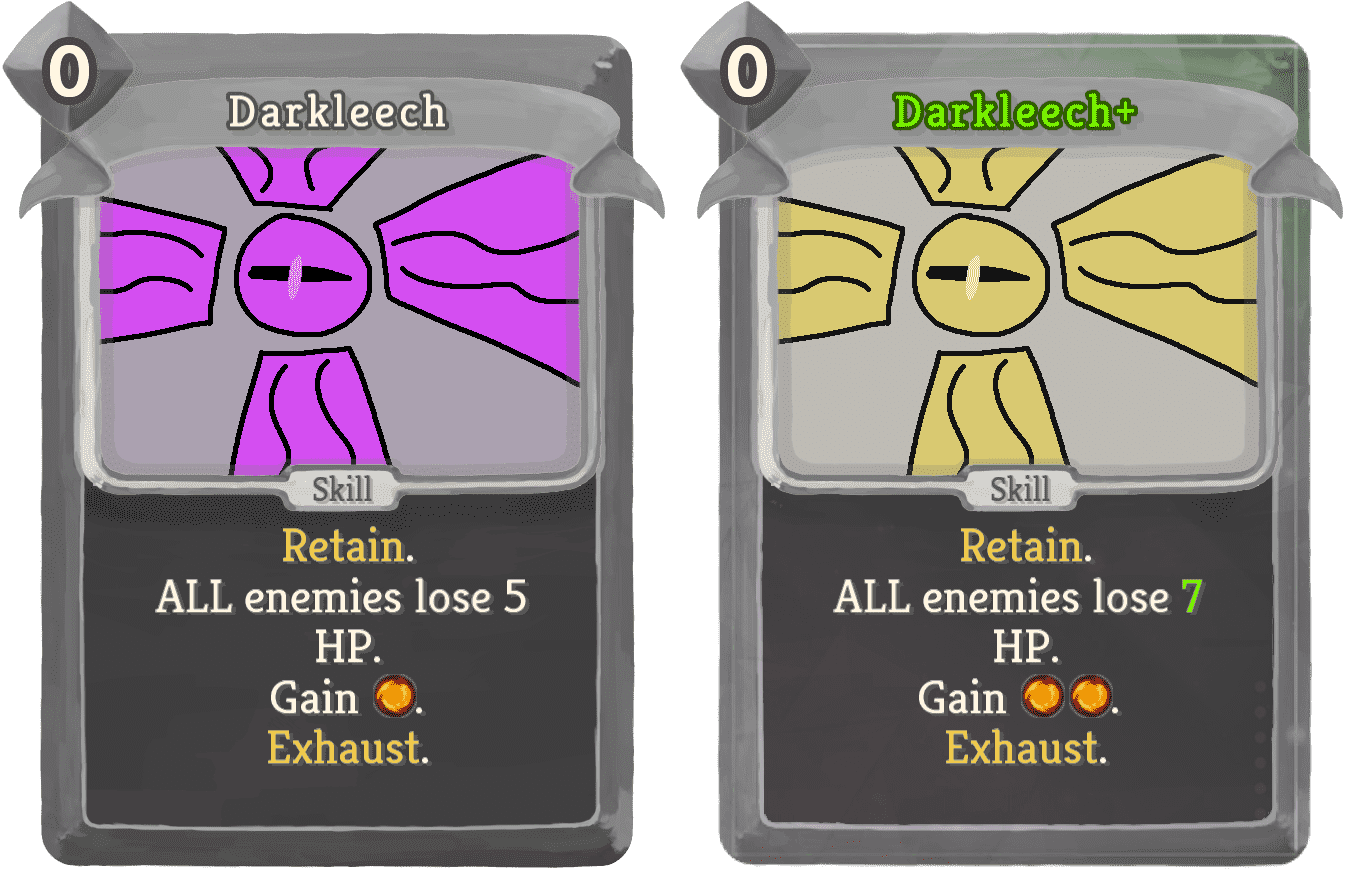 0
Darkleech
Skill
Retain.
ALL enemies lose 5
HP.
Gain .
Exhaust.
0
Darkleech+
Skill
Retain.
ALL enemies lose 7
HP.
Gain .
Exhaust.